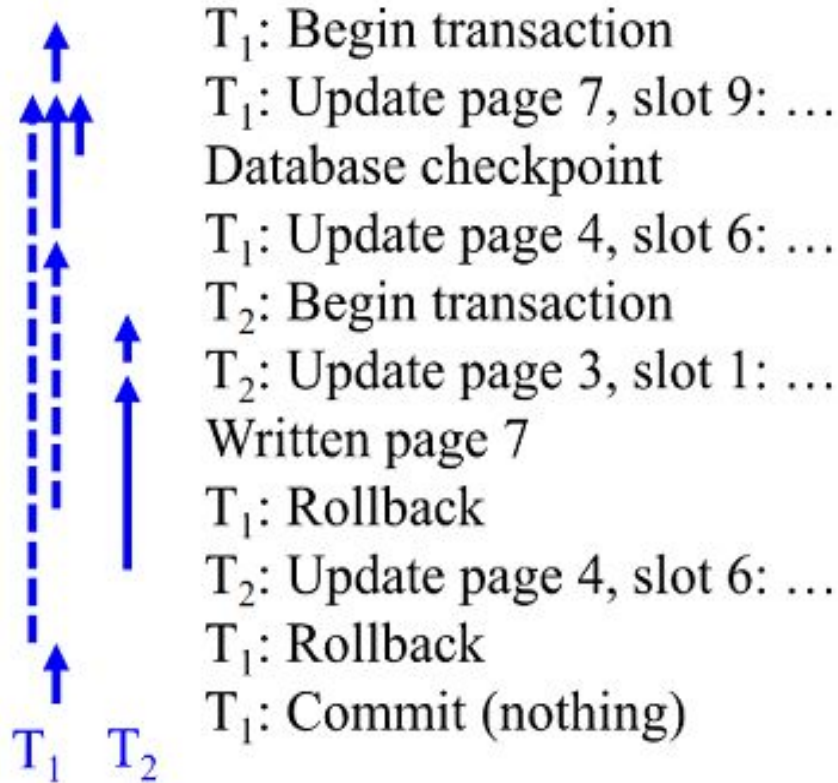 T₁: Begin transaction
T₁: Update page 7, slot 9: …
Database checkpoint
T₁: Update page 4, slot 6: …
T₂: Begin transaction
T₂: Update page 3, slot 1: …
Written page 7
T₁: Rollback
T₂: Update page 4, slot 6: …
T₁: Rollback
T₁: Commit (nothing)
T₁ T₂